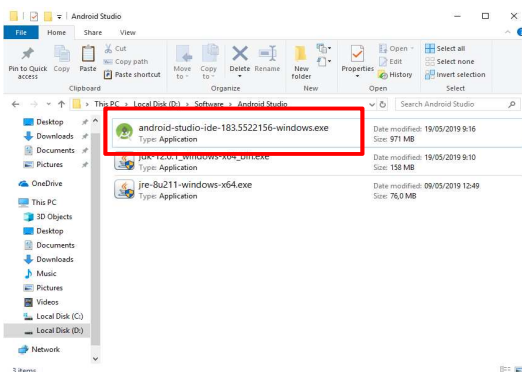 Android Studio
File Home Share View
Pin to Quick access
Copy
Paste
Cut
Copy path
Paste shortcut
Clipboard
Move to
Copy to
Delete
Rename
Organize
New folder
New
Properties
Open
Edit
History
Open
Select all
Select none
Invert selection
Select
This PC > Local Disk (D:) > Software > Android Studio
Search Android Studio
Desktop
Downloads
Documents
Pictures
OneDrive
This PC
3D Objects
Desktop
Documents
Downloads
Music
Pictures
Videos
Local Disk (C:)
Local Disk (D:)
Network
android-studio-ide-183.5522156-windows.exe
Type: Application
Date modified: 19/05/2019 9:16
Size: 971 MB
jdk-12.0.1_windows-x64_bin.exe
Type: Application
Date modified: 19/05/2019 9:10
Size: 158 MB
jre-8u211-windows-x64.exe
Type: Application
Date modified: 09/05/2019 12:49
Size: 76,0 MB
3 items